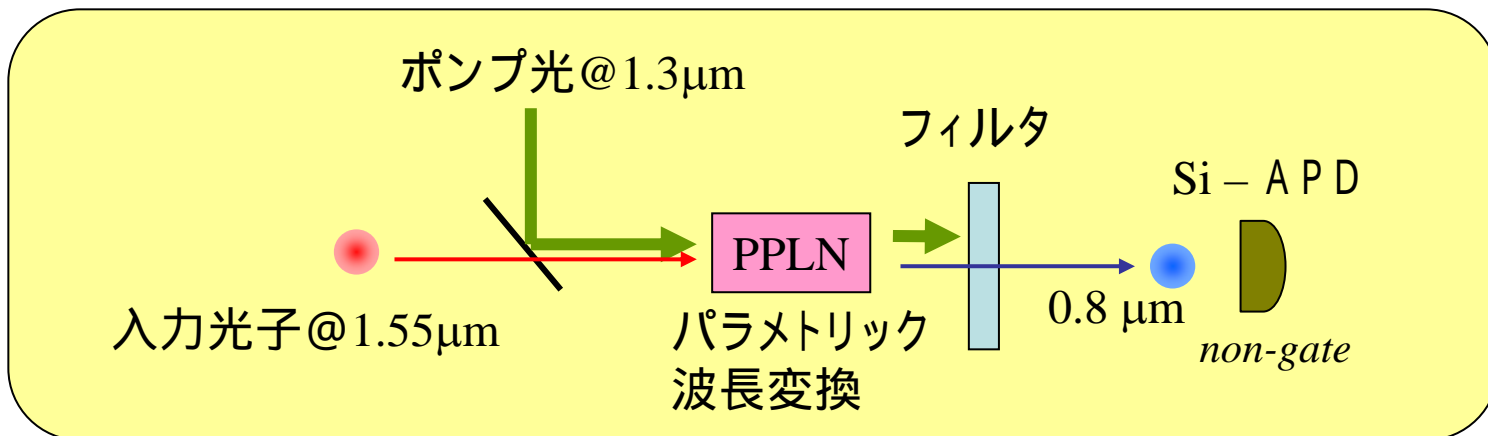 ポンプ光@1.3μm
フィルタ
Si – ＡＰＤ
PPLN
入力光子@1.55μm
パラメトリック
波長変換
0.8 μm
non-gate